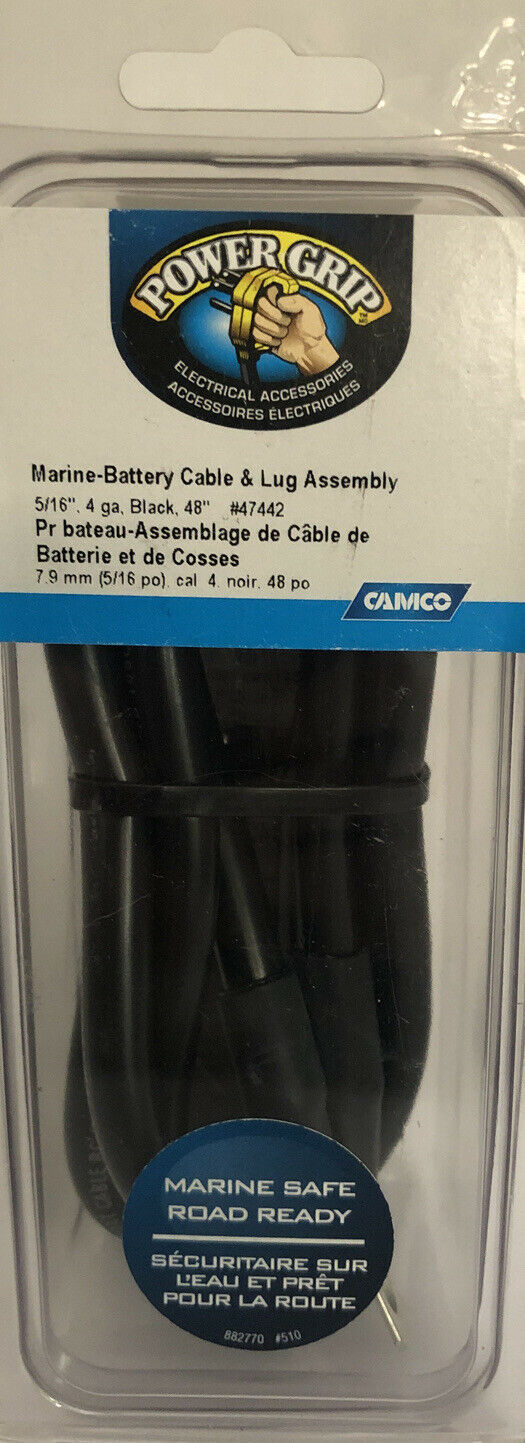 POWER GRIP
ELECTRICAL ACCESSORIES
ACCESSOIRES ÉLECTRIQUES
Marine-Battery Cable & Lug Assembly
5/16", 4 ga, Black, 48" #47442
Pr bateau-Assemblage de Câble de
Batterie et de Cosses
7.9 mm (5/16 po), cal 4, noir, 48 po
CAMCO
MARINE SAFE
ROAD READY
SÉCURITAIRE SUR
L'EAU ET PRÊT
POUR LA ROUTE
882770 #510